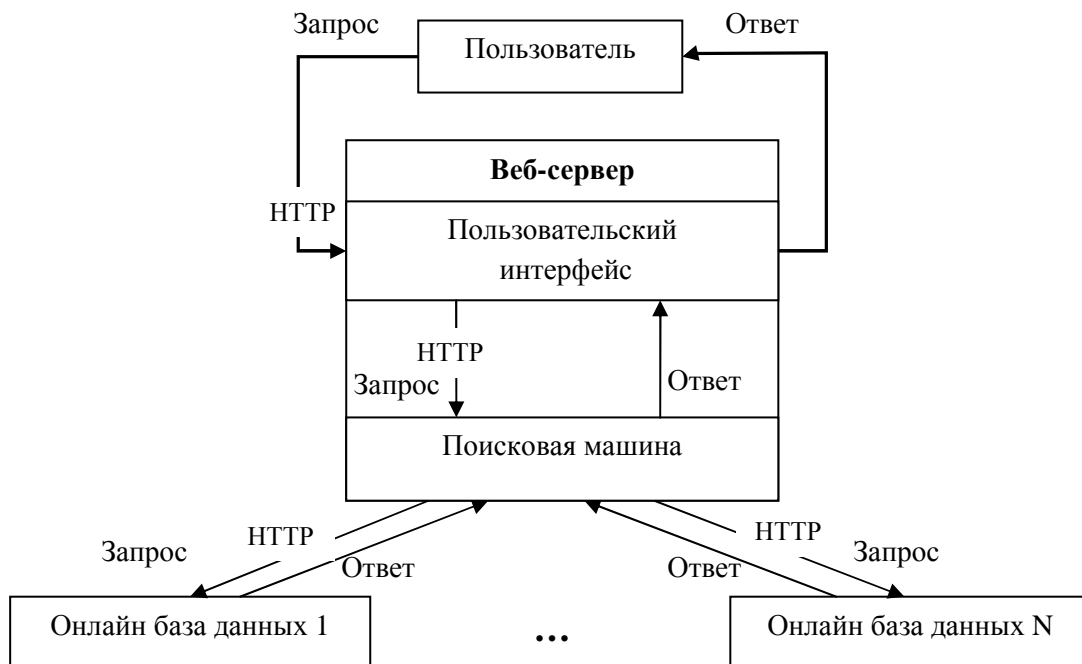 Запрос
Ответ
Пользователь
Веб-сервер
HTTP
Пользовательский
интерфейс
HTTP
Запрос
Ответ
Поисковая машина
HTTP
HTTP
Запрос
Ответ
Ответ
Запрос
Онлайн база данных 1
...
Онлайн база данных N